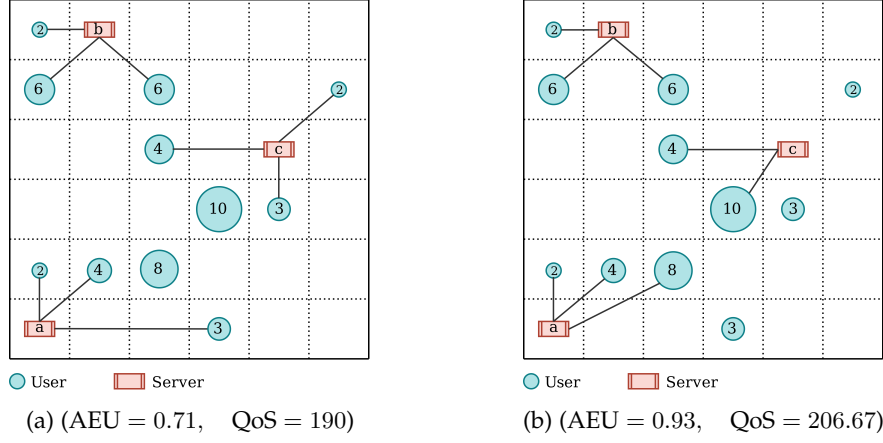 2 b 2 b
6 6 2 6 6 2
4 c 4 c
10 3 10 3
2 4 8 2 4 8
a 3 a 3
User Server User Server
(a) (AEU = 0.71, QoS = 190) (b) (AEU = 0.93, QoS = 206.67)